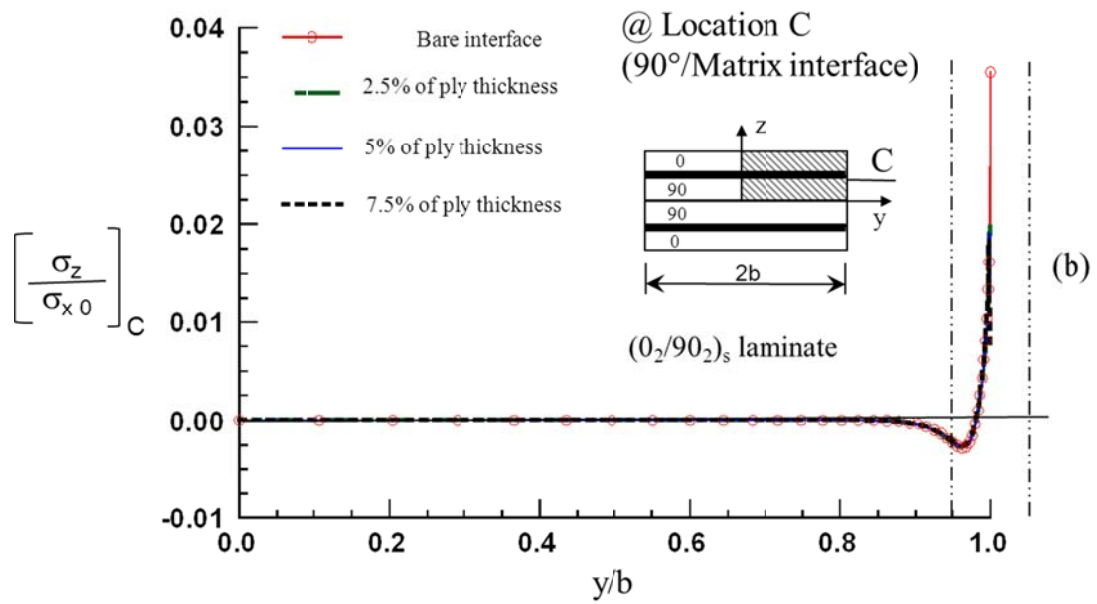 0.04
0.03
0.02
0.01
0.00
-0.01
0.0
0.2
0.4
0.6
0.8
1.0
y/b
[σz/σx 0]C
Bare interface
2.5% of ply thickness
5% of ply thickness
7.5% of ply thickness
@ Location C
(90°/Matrix interface)
z
0
C
90
y
90
0
2b
(0₂/90₂)s laminate
(b)